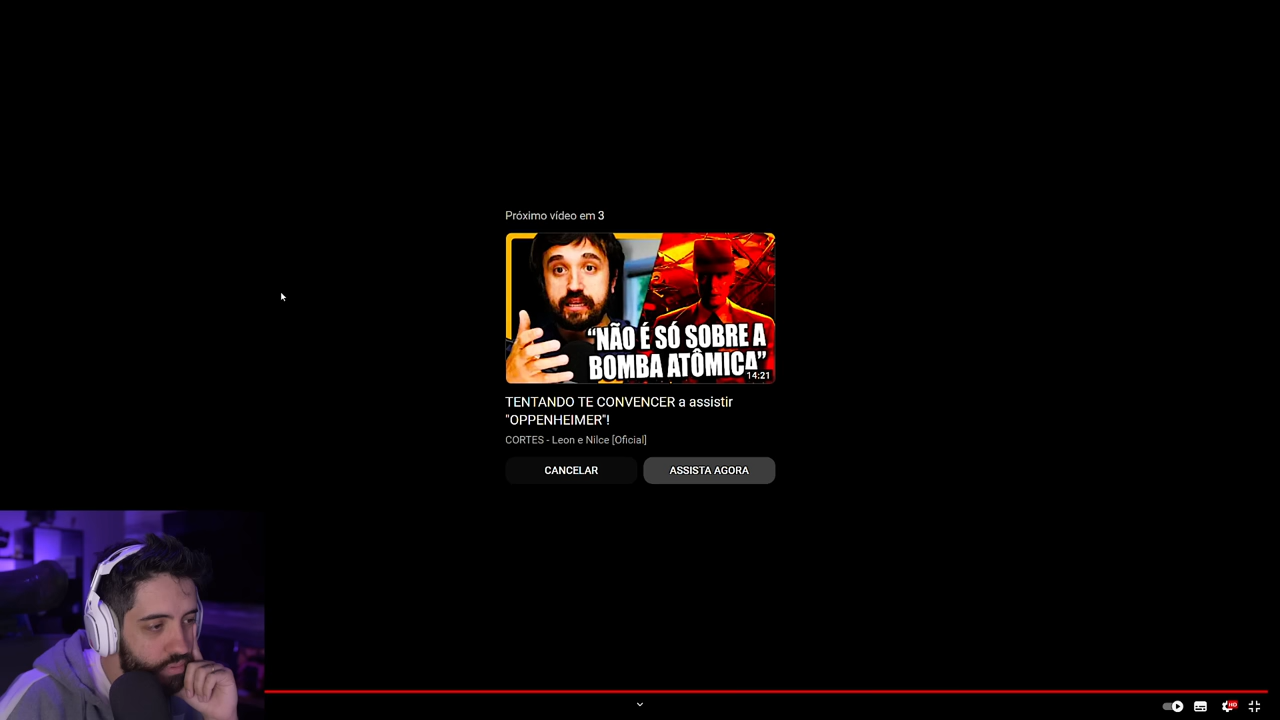 Próximo vídeo em 3
“NÃO É SÓ SOBRE A
BOMBA ATÔMICA”
14:21
TENTANDO TE CONVENCER a assistir
"OPPENHEIMER"!
CORTES - Leon e Nilce [Oficial]
CANCELAR
ASSISTA AGORA
HD